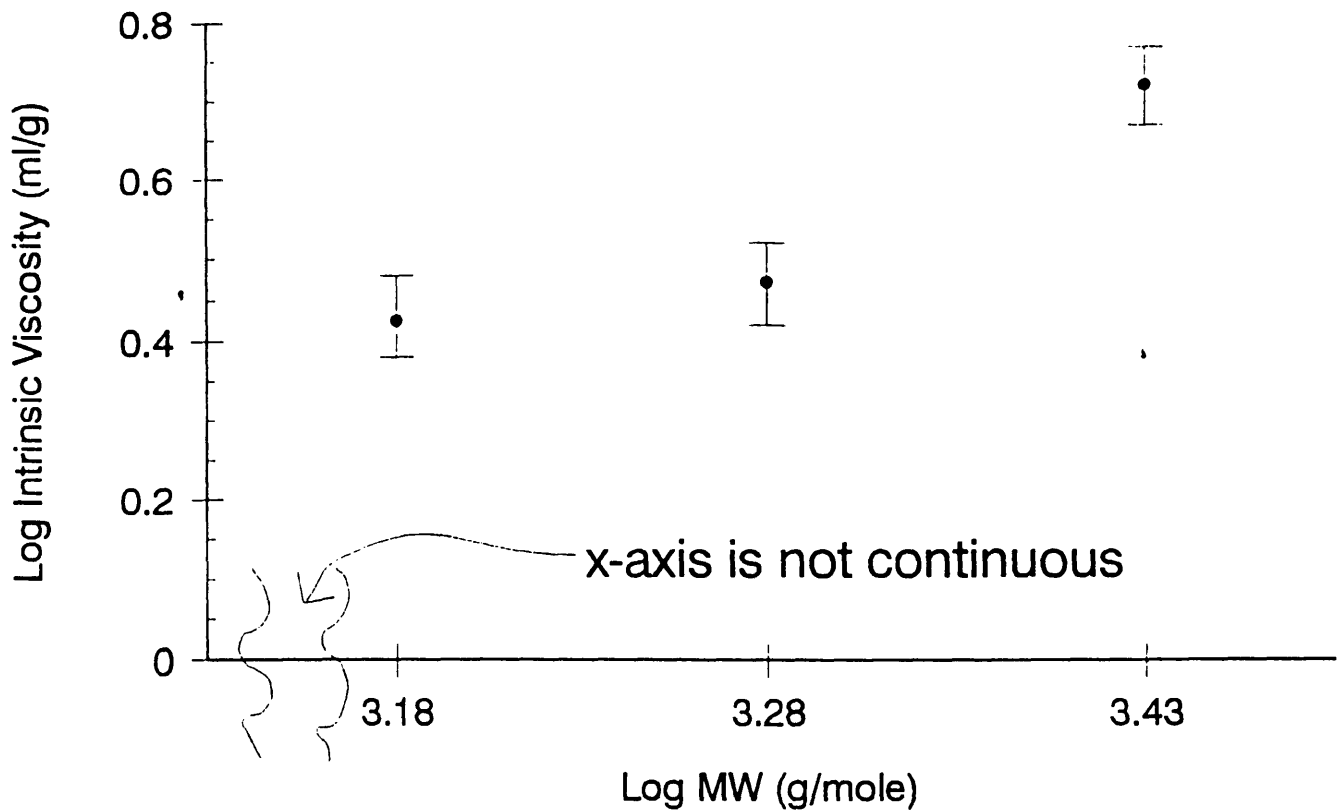 Log Intrinsic Viscosity (ml/g)
0.8
0.6
0.4
0.2
0
x-axis is not continuous
3.18 3.28 3.43
Log MW (g/mole)